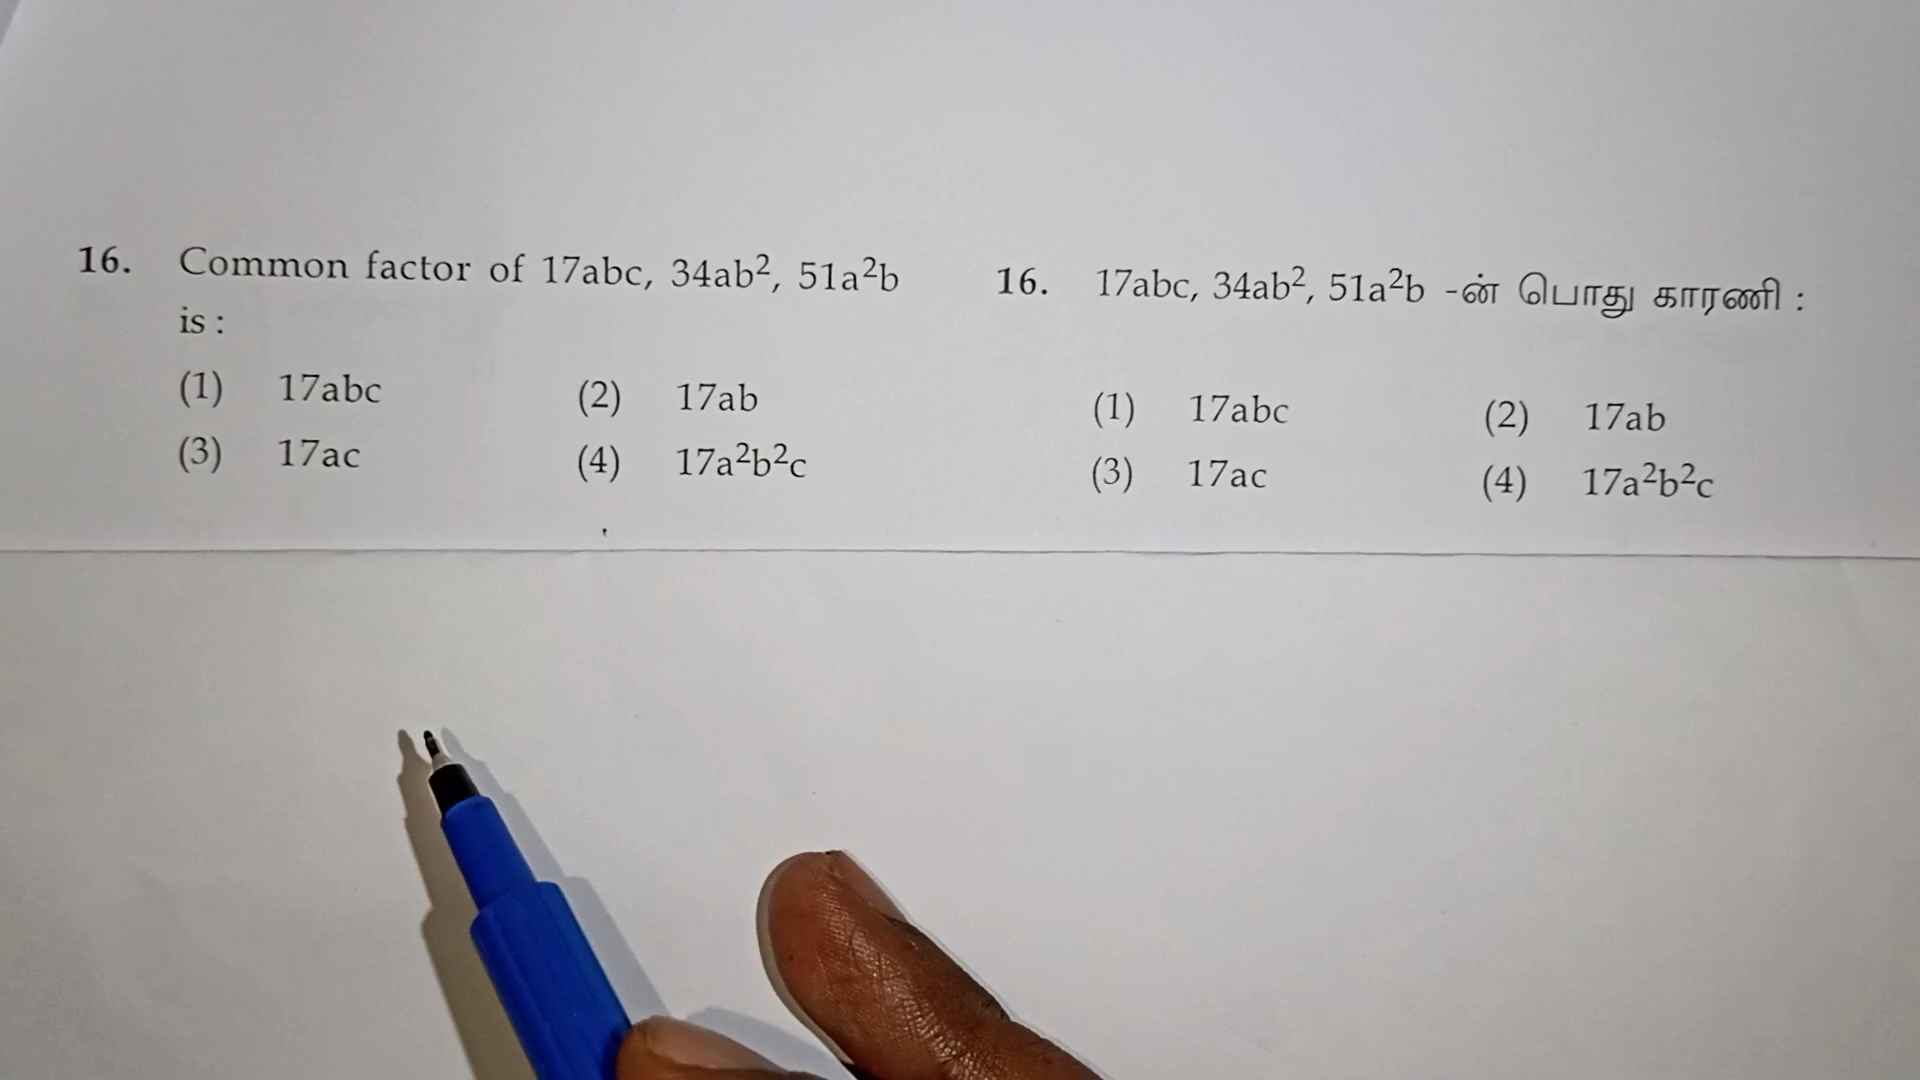 16. Common factor of 17abc, 34ab², 51a²b
is :
(1) 17abc (2) 17ab
(3) 17ac (4) 17a²b²c
16. 17abc, 34ab², 51a²b -ன் பொது காரணி :
(1) 17abc (2) 17ab
(3) 17ac (4) 17a²b²c